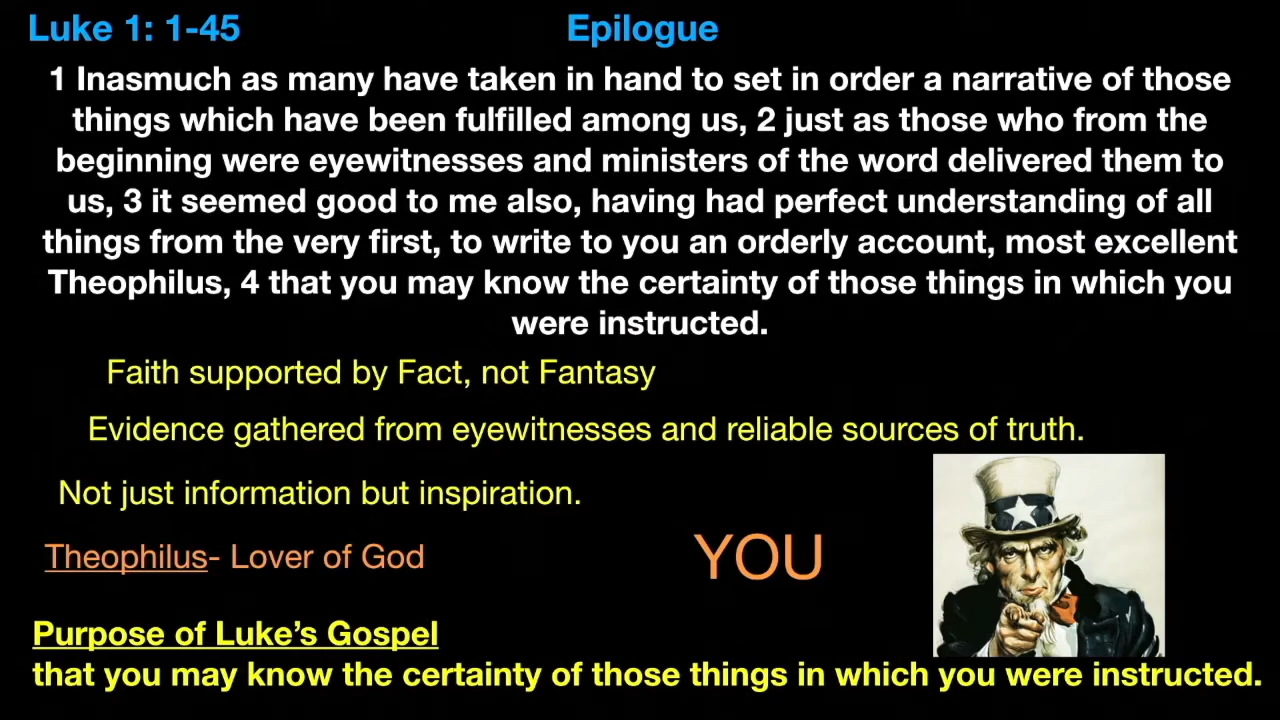 Luke 1: 1-45 Epilogue
1 Inasmuch as many have taken in hand to set in order a narrative of those
things which have been fulfilled among us, 2 just as those who from the
beginning were eyewitnesses and ministers of the word delivered them to
us, 3 it seemed good to me also, having had perfect understanding of all
things from the very first, to write to you an orderly account, most excellent
Theophilus, 4 that you may know the certainty of those things in which you
were instructed.
Faith supported by Fact, not Fantasy
Evidence gathered from eyewitnesses and reliable sources of truth.
Not just information but inspiration.
Theophilus- Lover of God
YOU
Purpose of Luke’s Gospel
that you may know the certainty of those things in which you were instructed.